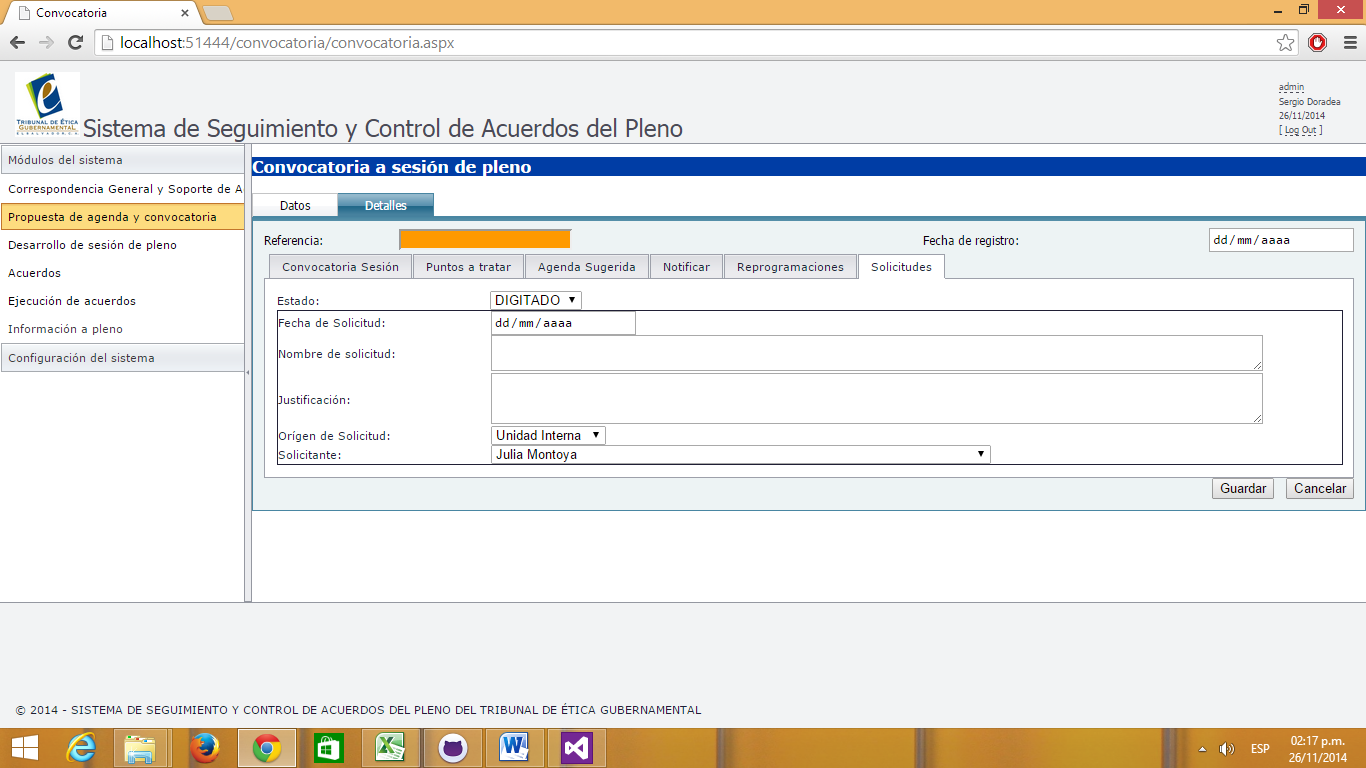 Convocatoria
localhost:51444/convocatoria/convocatoria.aspx
TRIBUNAL DE ÉTICA
GUBERNAMENTAL
Sistema de Seguimiento y Control de Acuerdos del Pleno
admin
Sergio Doradea
26/11/2014
[ Log Out ]
Módulos del sistema
Correspondencia General y Soporte de A
Propuesta de agenda y convocatoria
Desarrollo de sesión de pleno
Acuerdos
Ejecución de acuerdos
Información a pleno
Configuración del sistema
Convocatoria a sesión de pleno
Datos Detalles
Referencia: Fecha de registro: dd/mm/aaaa
Convocatoria Sesión Puntos a tratar Agenda Sugerida Notificar Reprogramaciones Solicitudes
Estado: DIGITADO
Fecha de Solicitud: dd/mm/aaaa
Nombre de solicitud:
Justificación:
Orígen de Solicitud: Unidad Interna
Solicitante: Julia Montoya
Guardar Cancelar
© 2014 - SISTEMA DE SEGUIMIENTO Y CONTROL DE ACUERDOS DEL PLENO DEL TRIBUNAL DE ÉTICA GUBERNAMENTAL
ESP
02:17 p.m.
26/11/2014